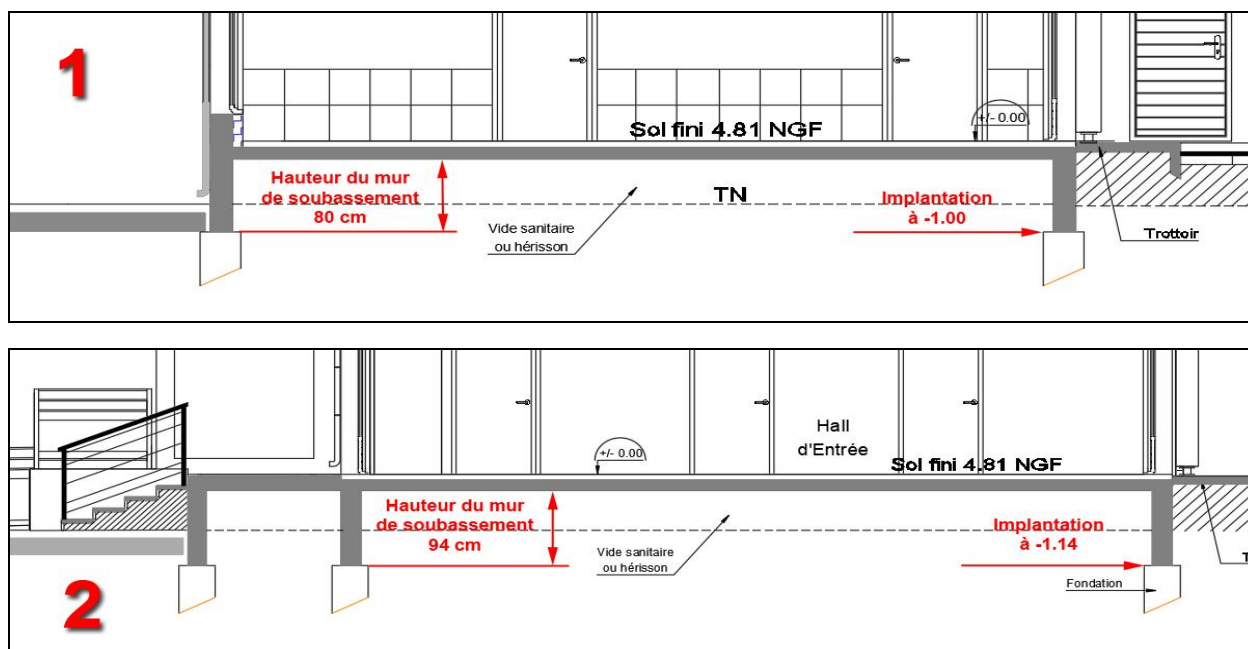 1
+/- 0.00
Sol fini 4.81 NGF
Hauteur du mur
de soubassement
80 cm
TN
Implantation
à -1.00
Vide sanitaire
ou hérisson
Trottoir
Hall
d'Entrée
+/- 0.00
Sol fini 4.81 NGF
Hauteur du mur
de soubassement
94 cm
Implantation
à -1.14
Vide sanitaire
ou hérisson
T
Fondation
2